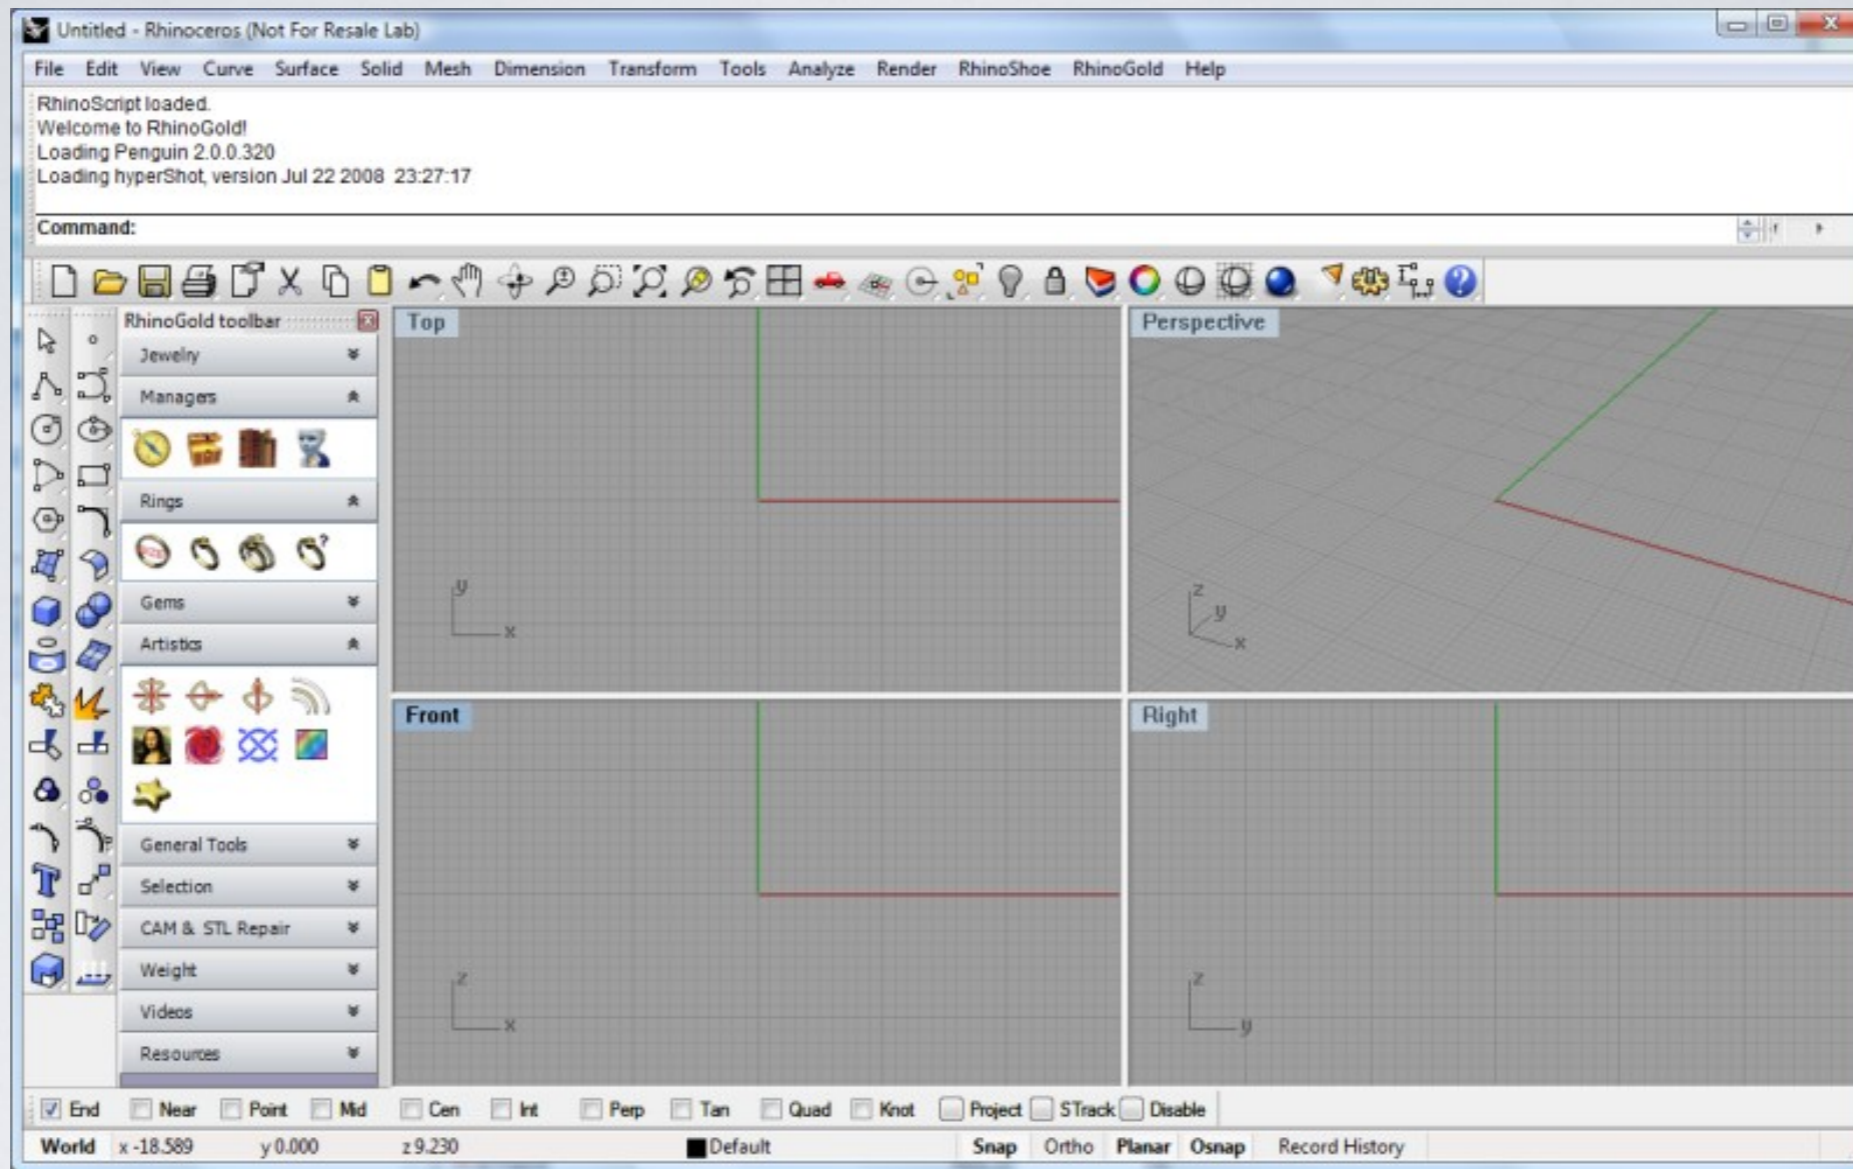 Untitled - Rhinoceros (Not For Resale Lab)
File Edit View Curve Surface Solid Mesh Dimension Transform Tools Analyze Render RhinoShoe RhinoGold Help
RhinoScript loaded.
Welcome to RhinoGold!
Loading Penguin 2.0.0.320
Loading hyperShot, version Jul 22 2008 23:27:17
Command:
RhinoGold toolbar
Jewelry
Managers
Rings
SIZE
?
Gems
Artistics
General Tools
Selection
CAM & STL Repair
Weight
Videos
Resources
Top
y
x
Perspective
z
y
x
Front
z
x
Right
z
y
End Near Point Mid Cen Int Perp Tan Quad Knot Project STrack Disable
World x -18.589 y 0.000 z 9.230 Default Snap Ortho Planar Osnap Record History